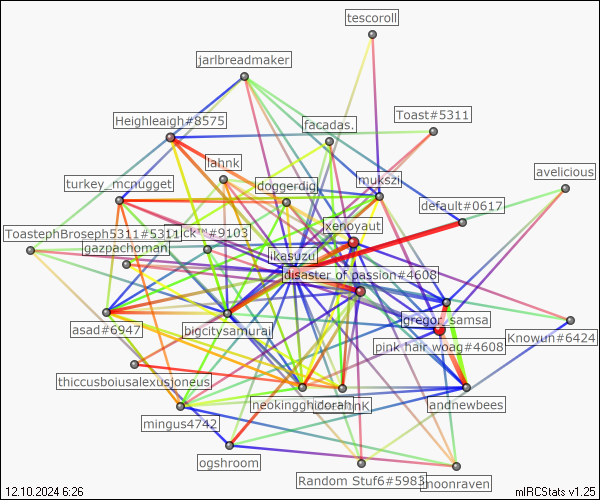 tescoroll
jarlbreadmaker
Toast#5311
Heighleaigh#8575
facadas.
lahnk
avelicious
turkey_mcnugget
doggerdig
mukszi
default#0617
xenoyaut
ToastephBroseph5311#5311
ck™#9103
gazpachoman
ikasuzu
disaster of passion#4608
gregor_samsa
asad#6947
bigcitysamurai
pink hair woag#4608
Knowun#6424
thiccusboiusalexusjoneus
neokingghidorah
andnewbees
mingus4742
ogshroom
Random Stuf6#5983
moonraven
12.10.2024 6:26
mIRCStats v1.25